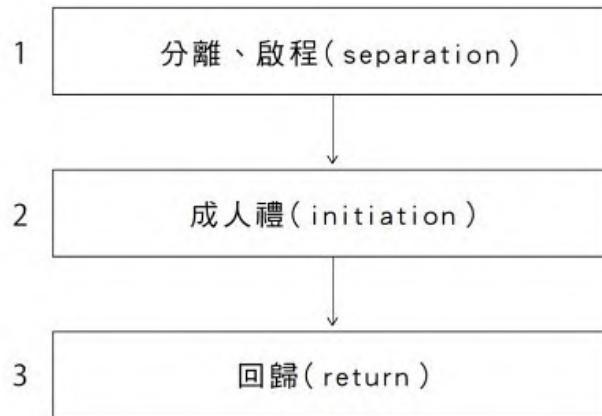 1 分離、啟程(separation)
2 成人禮(initiation)
3 回歸(return)